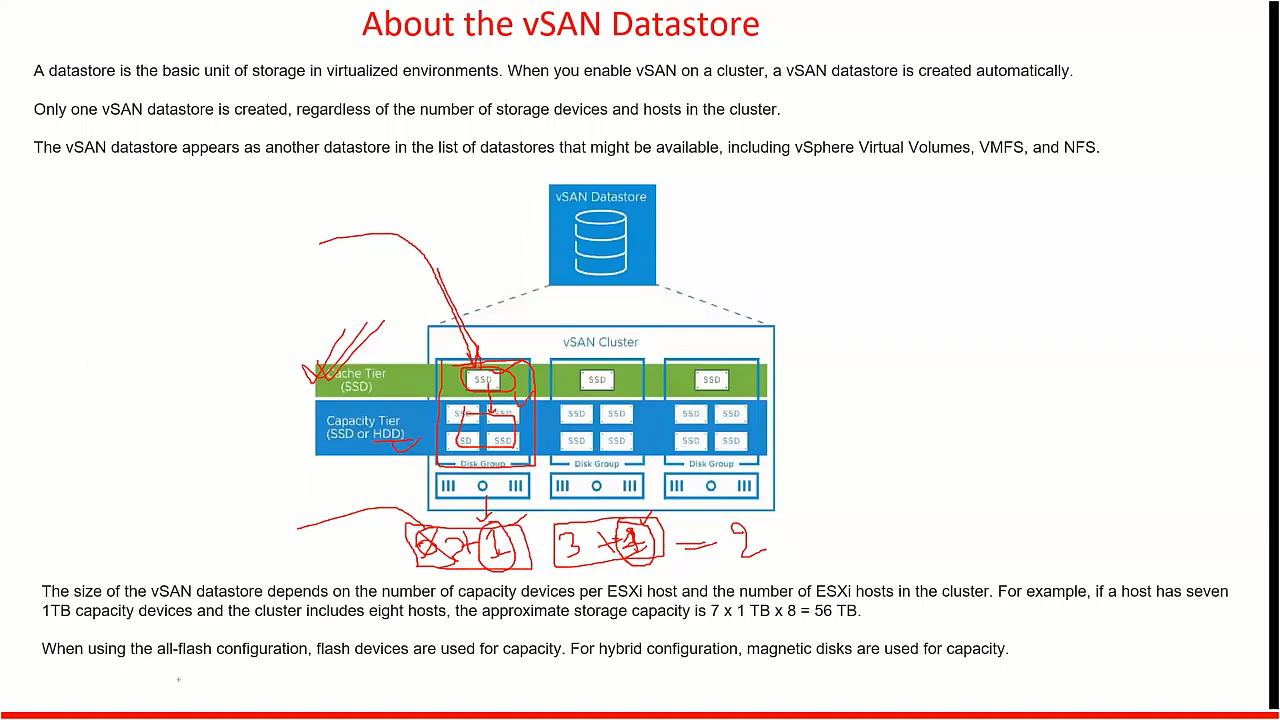 About the vSAN Datastore
A datastore is the basic unit of storage in virtualized environments. When you enable vSAN on a cluster, a vSAN datastore is created automatically.
Only one vSAN datastore is created, regardless of the number of storage devices and hosts in the cluster.
The vSAN datastore appears as another datastore in the list of datastores that might be available, including vSphere Virtual Volumes, VMFS, and NFS.
vSAN Datastore
vSAN Cluster
Cache Tier
(SSD)
SSD SSD SSD
Capacity Tier
(SSD or HDD)
SSD SSD SSD SSD SSD SSD
SSD SSD SSD SSD SSD SSD
Disk Group Disk Group Disk Group
2+1 3+1 = 2
The size of the vSAN datastore depends on the number of capacity devices per ESXi host and the number of ESXi hosts in the cluster. For example, if a host has seven
1TB capacity devices and the cluster includes eight hosts, the approximate storage capacity is 7 x 1 TB x 8 = 56 TB.
When using the all-flash configuration, flash devices are used for capacity. For hybrid configuration, magnetic disks are used for capacity.